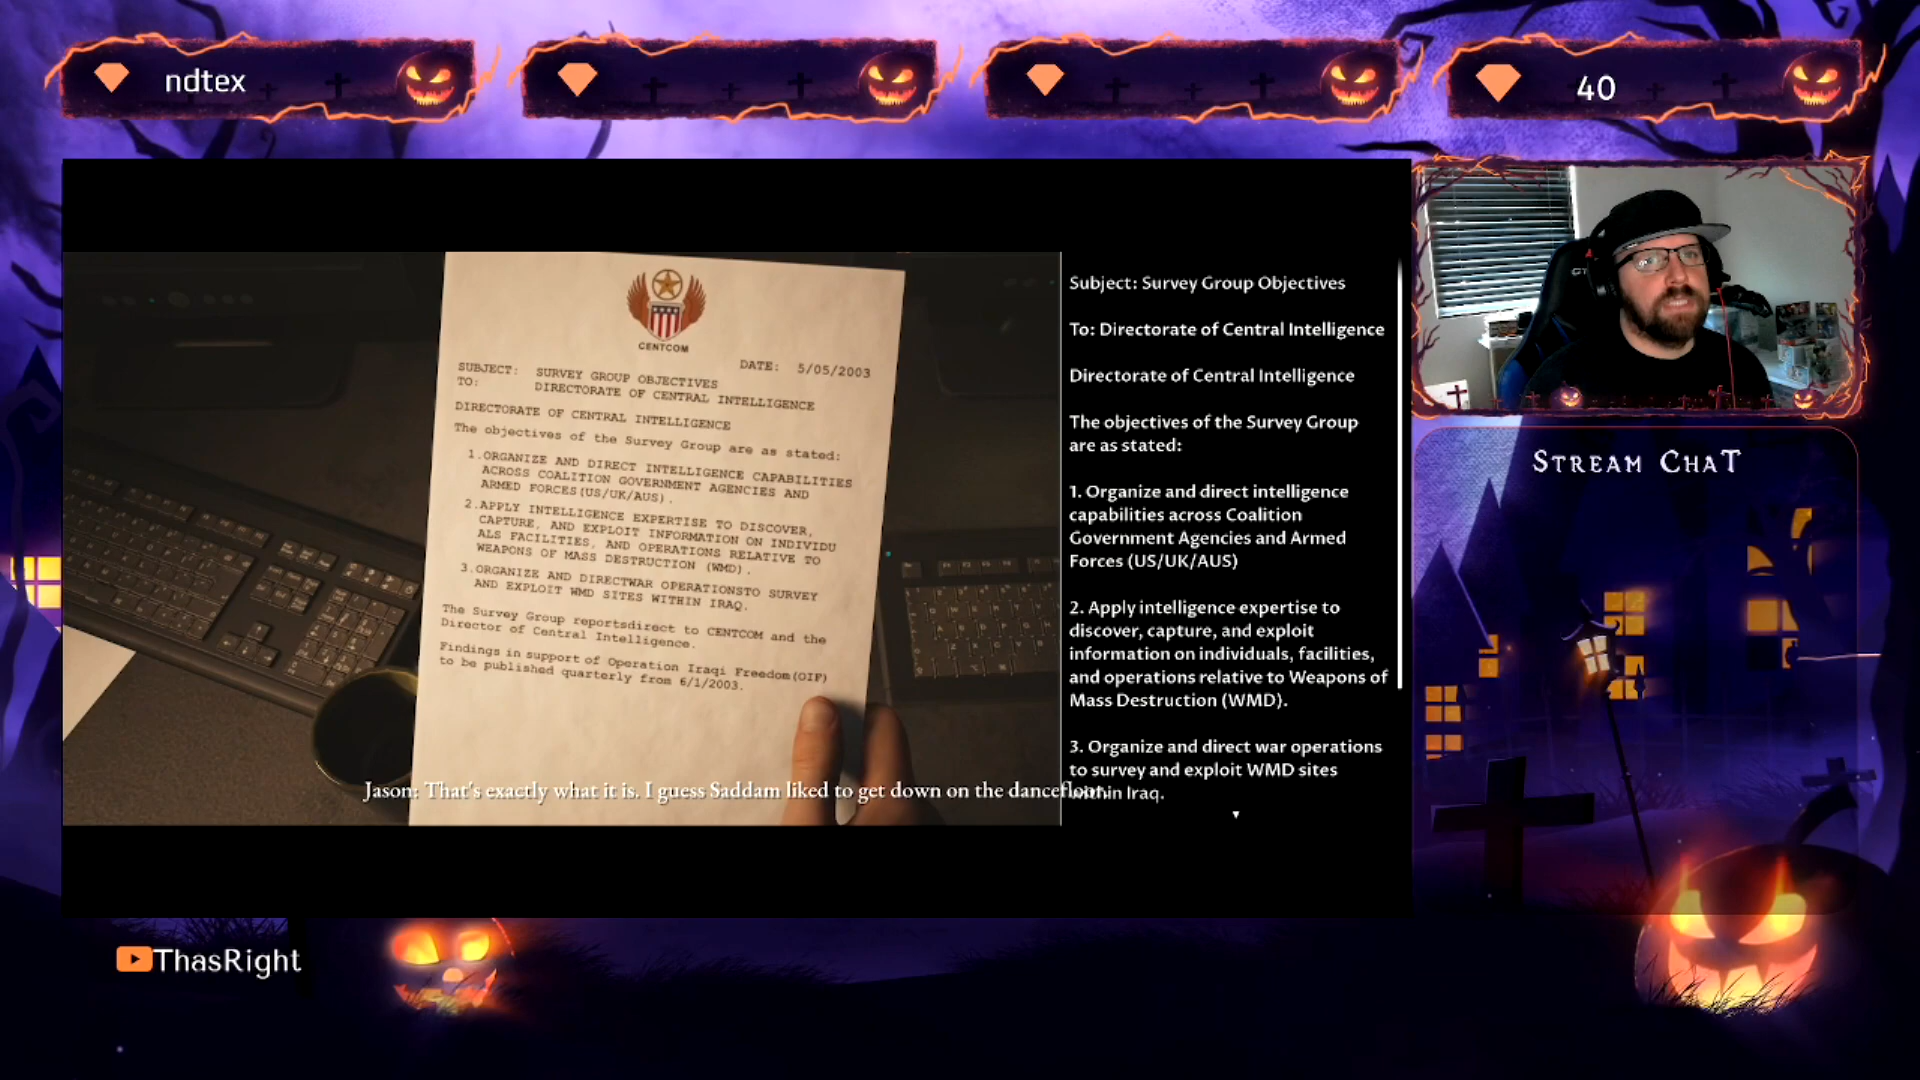 ndtex
40
CENTCOM
DATE: 5/05/2003
SUBJECT: SURVEY GROUP OBJECTIVES
TO: DIRECTORATE OF CENTRAL INTELLIGENCE
DIRECTORATE OF CENTRAL INTELLIGENCE
The objectives of the Survey Group are as stated:
1.ORGANIZE AND DIRECT INTELLIGENCE CAPABILITIES
ACROSS COALITION GOVERNMENT AGENCIES AND
ARMED FORCES(US/UK/AUS).
2.APPLY INTELLIGENCE EXPERTISE TO DISCOVER,
CAPTURE, AND EXPLOIT INFORMATION ON INDIVIDU
ALS FACILITIES, AND OPERATIONS RELATIVE TO
WEAPONS OF MASS DESTRUCTION (WMD).
3.ORGANIZE AND DIRECTWAR OPERATIONSTO SURVEY
AND EXPLOIT WMD SITES WITHIN IRAQ.
The Survey Group reportsdirect to CENTCOM and the
Director of Central Intelligence.
Findings in support of Operation Iraqi Freedom(OIF)
to be published quarterly from 6/1/2003.
Jason: That's exactly what it is. I guess Saddam liked to get down on the dancefloor.
Subject: Survey Group Objectives
To: Directorate of Central Intelligence
Directorate of Central Intelligence
The objectives of the Survey Group
are as stated:
1. Organize and direct intelligence
capabilities across Coalition
Government Agencies and Armed
Forces (US/UK/AUS)
2. Apply intelligence expertise to
discover, capture, and exploit
information on individuals, facilities,
and operations relative to Weapons of
Mass Destruction (WMD).
3. Organize and direct war operations
to survey and exploit WMD sites
within Iraq.
STREAM CHAT
ThasRight